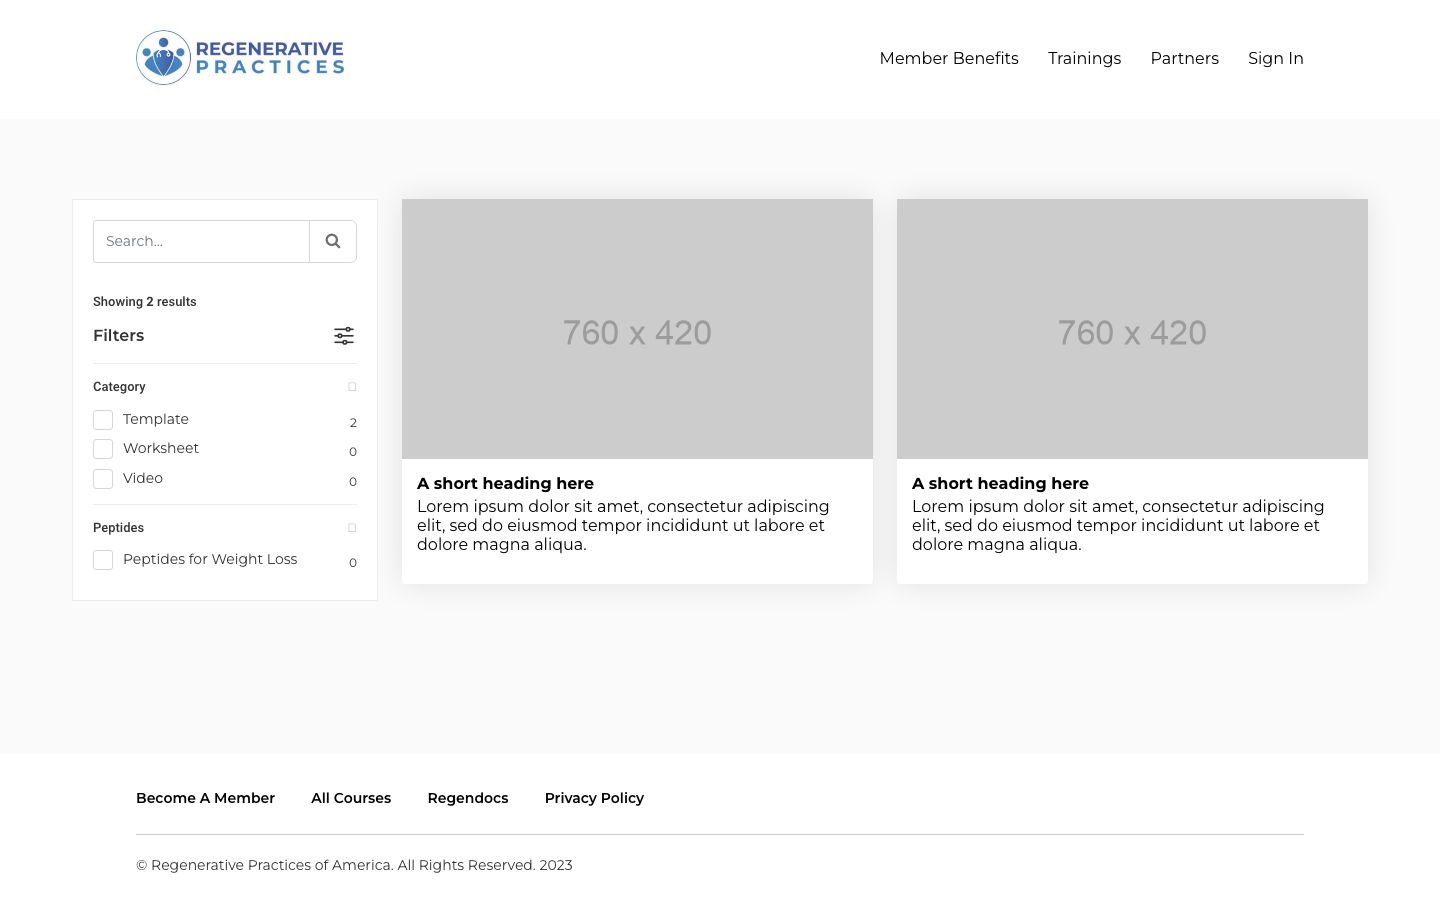 REGENERATIVE
PRACTICES
Member Benefits Trainings Partners Sign In
Search...
Showing 2 results
Filters
Category
Template 2
Worksheet 0
Video 0
Peptides
Peptides for Weight Loss 0
760 x 420
A short heading here
Lorem ipsum dolor sit amet, consectetur adipiscing
elit, sed do eiusmod tempor incididunt ut labore et
dolore magna aliqua.
760 x 420
A short heading here
Lorem ipsum dolor sit amet, consectetur adipiscing
elit, sed do eiusmod tempor incididunt ut labore et
dolore magna aliqua.
Become A Member All Courses Regendocs Privacy Policy
© Regenerative Practices of America. All Rights Reserved. 2023